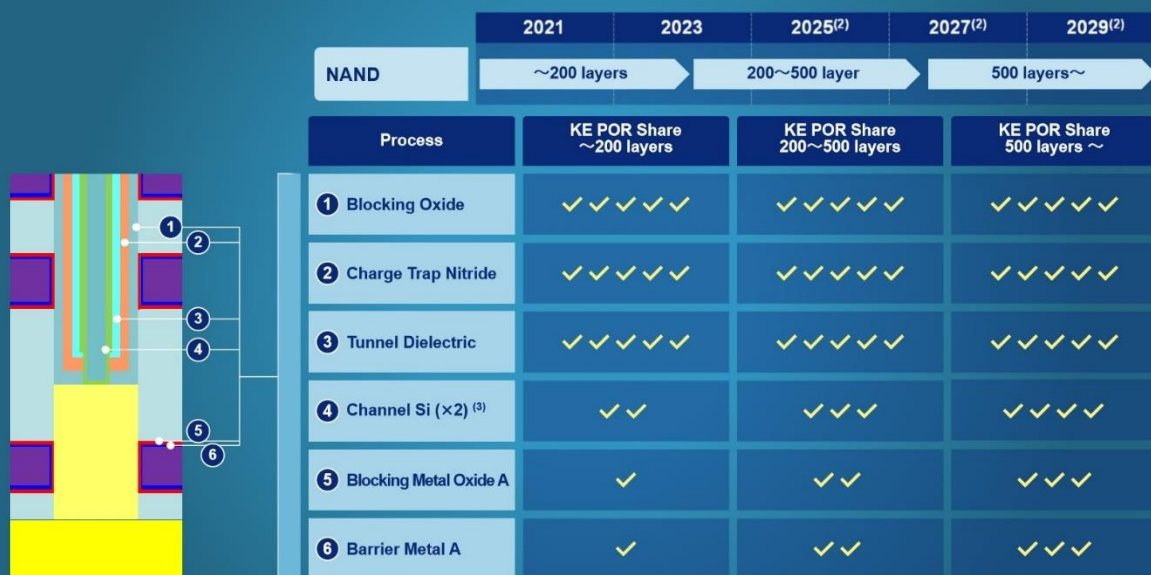 2021 2023 2025(2) 2027(2) 2029(2)
NAND ～200 layers 200～500 layer 500 layers～
Process KE POR Share ～200 layers KE POR Share 200～500 layers KE POR Share 500 layers ～
1 Blocking Oxide ✓✓✓✓✓ ✓✓✓✓✓ ✓✓✓✓✓
2 Charge Trap Nitride ✓✓✓✓✓ ✓✓✓✓✓ ✓✓✓✓✓
3 Tunnel Dielectric ✓✓✓✓✓ ✓✓✓✓✓ ✓✓✓✓✓
4 Channel Si (×2) (3) ✓✓ ✓✓✓ ✓✓✓✓
5 Blocking Metal Oxide A ✓ ✓✓ ✓✓✓
6 Barrier Metal A ✓ ✓✓ ✓✓✓
1
2
3
4
5
6